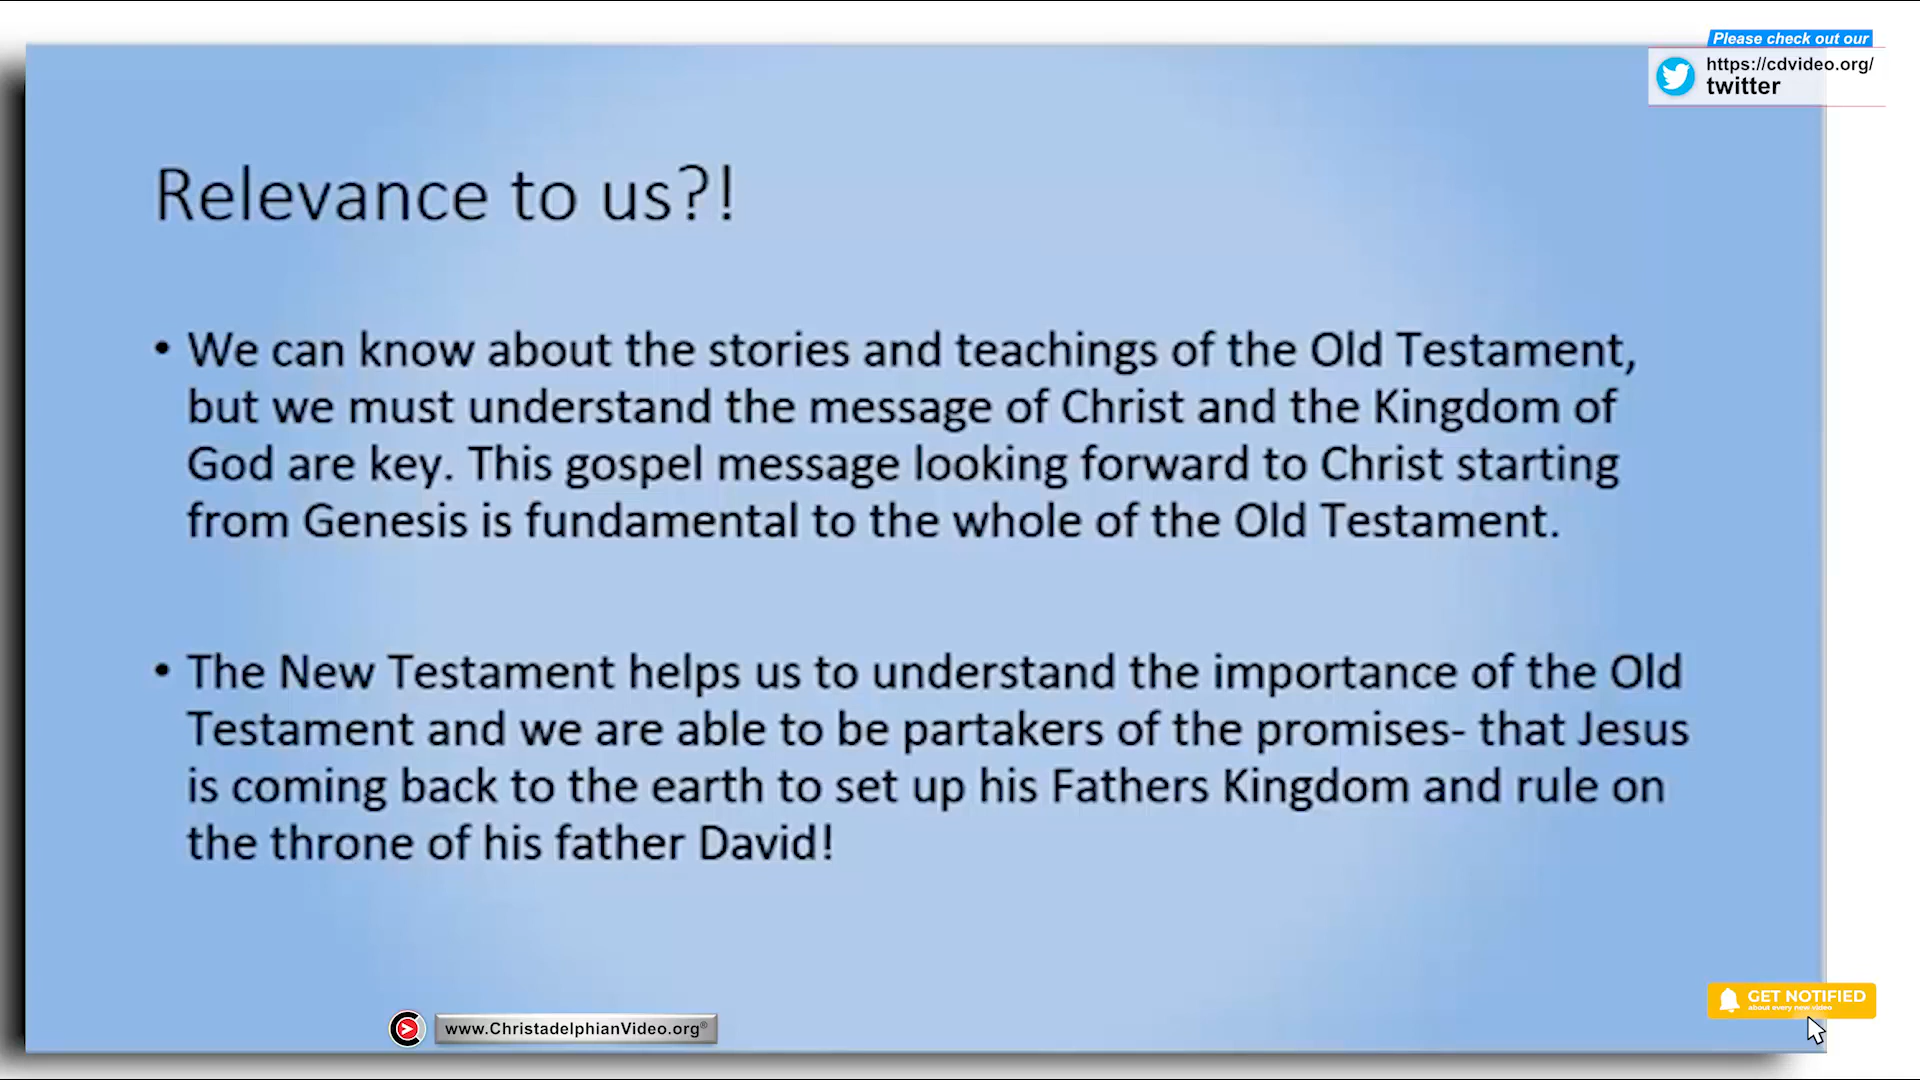 Please check out our
https://cdvideo.org/
twitter
Relevance to us?!
• We can know about the stories and teachings of the Old Testament,
but we must understand the message of Christ and the Kingdom of
God are key. This gospel message looking forward to Christ starting
from Genesis is fundamental to the whole of the Old Testament.
• The New Testament helps us to understand the importance of the Old
Testament and we are able to be partakers of the promises- that Jesus
is coming back to the earth to set up his Fathers Kingdom and rule on
the throne of his father David!
GET NOTIFIED
about every new video
www.ChristadelphianVideo.org®